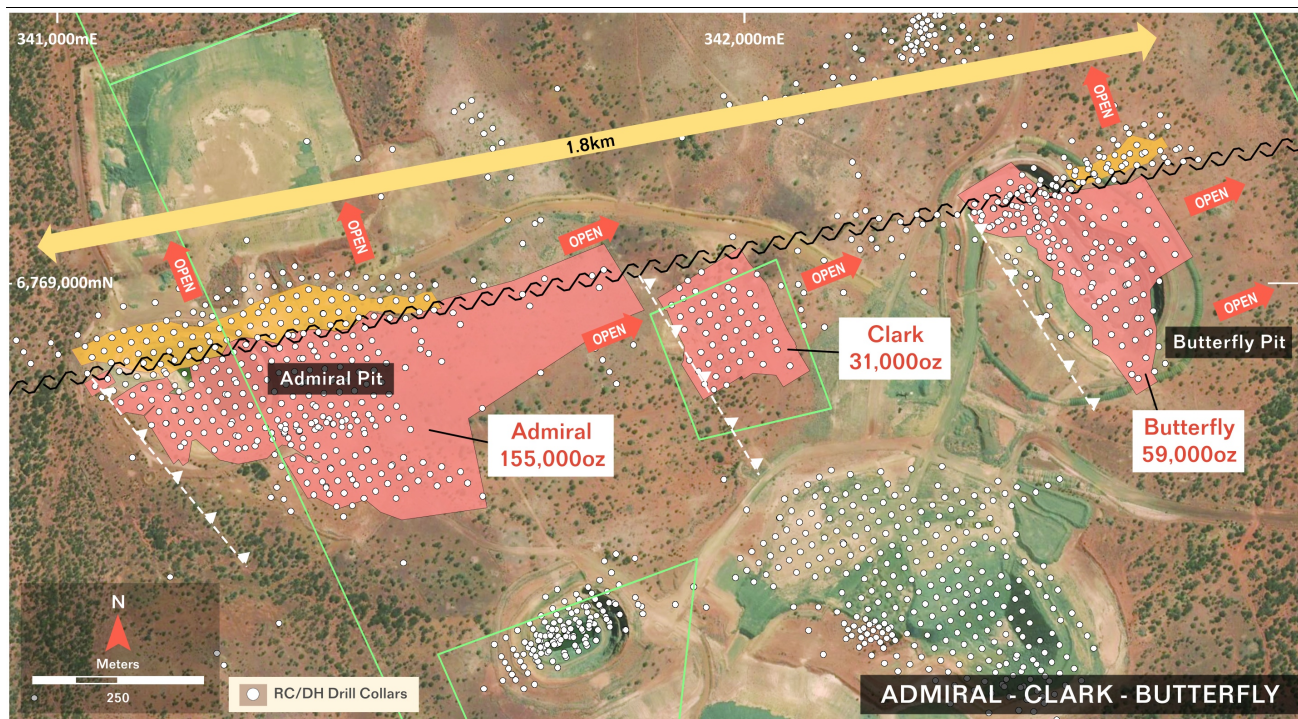 341,000mE
342,000mE
1.8km
OPEN
OPEN
OPEN
OPEN
OPEN
OPEN
OPEN
OPEN
6,769,000mN
Clark
31,000oz
Butterfly Pit
Admiral Pit
Admiral
155,000oz
Butterfly
59,000oz
N
Meters
250
RC/DH Drill Collars
ADMIRAL - CLARK - BUTTERFLY